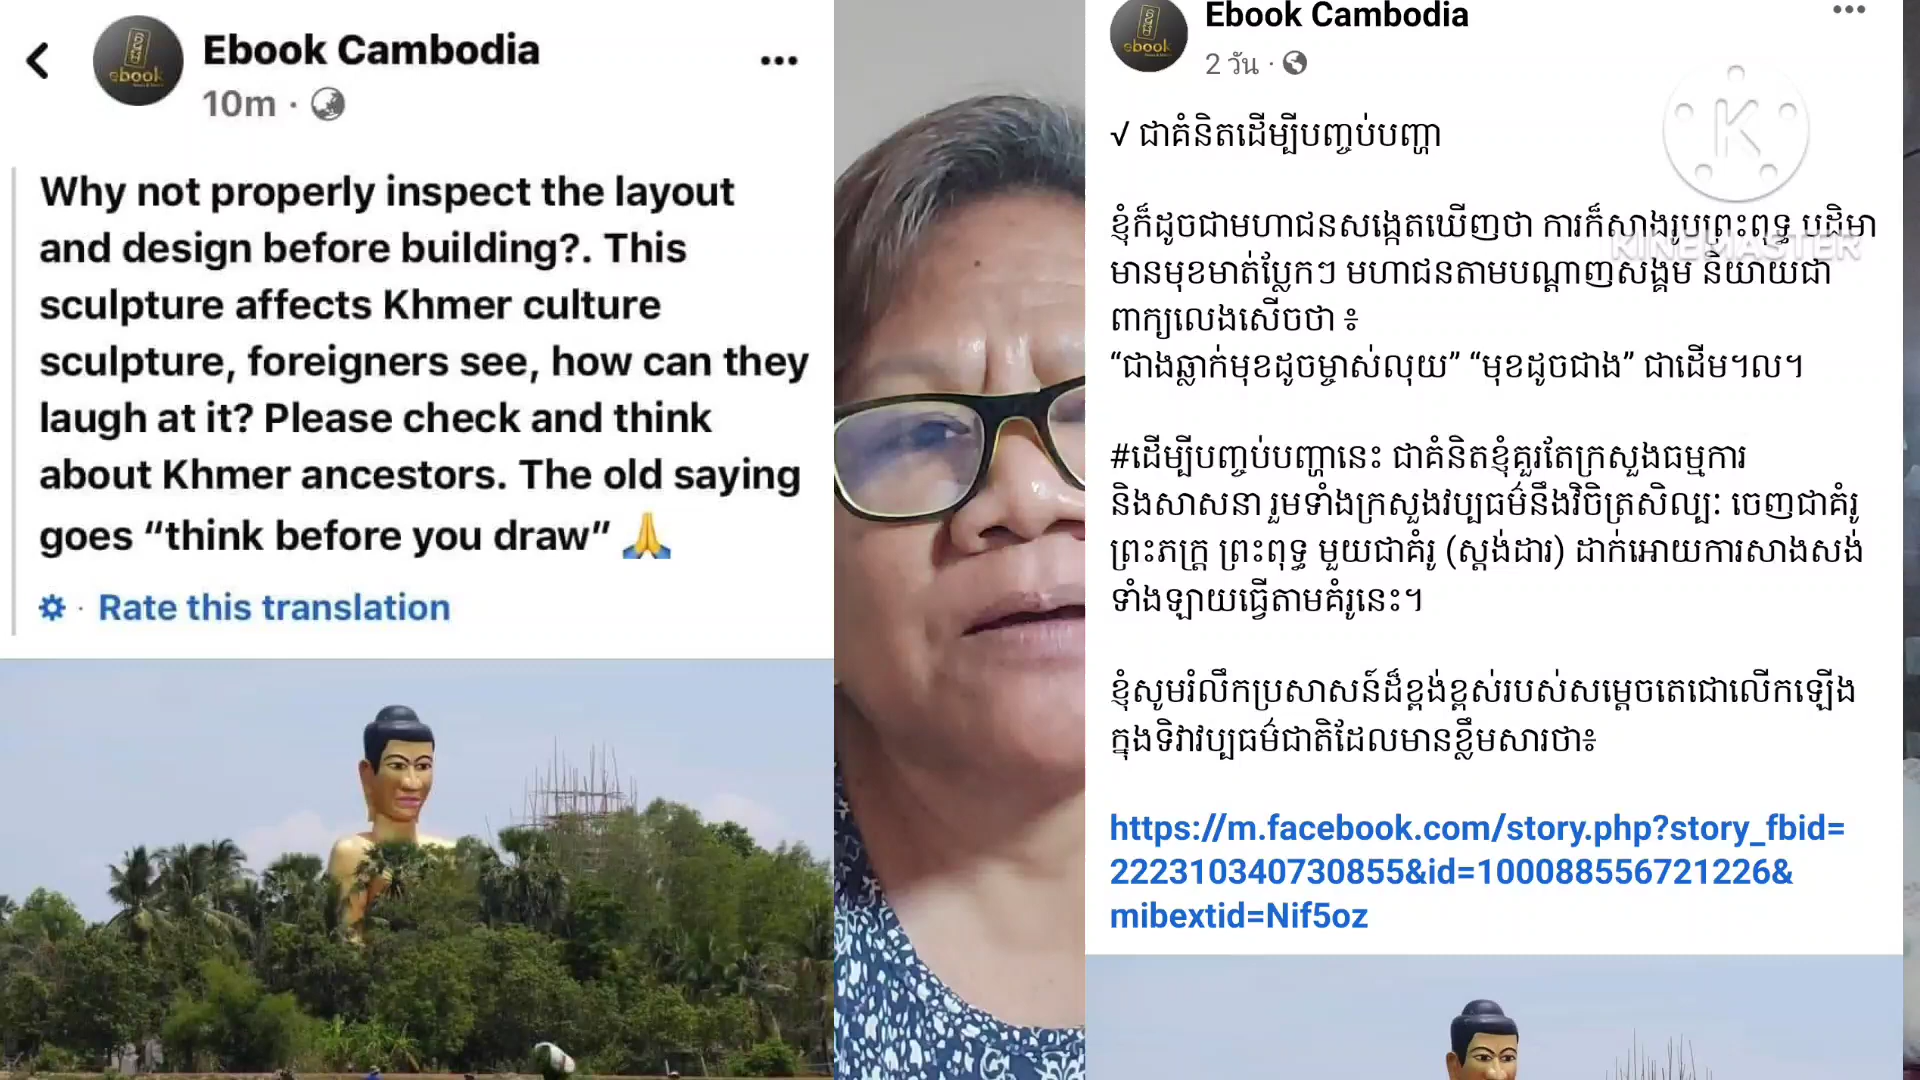 Ebook Cambodia
10m
Why not properly inspect the layout
and design before building?. This
sculpture affects Khmer culture
sculpture, foreigners see, how can they
laugh at it? Please check and think
about Khmer ancestors. The old saying
goes “think before you draw” 🙏
Rate this translation
ebook
Ebook Cambodia
2 วัน
√ ជាគំនិតដើម្បីបញ្ចប់បញ្ហា
ខ្ញុំក៏ដូចជាមហាជនសង្កេតឃើញថា ការក៏សាងរូបព្រះពុទ្ធ បដិមា
មានមុខមាត់ប្លែកៗ មហាជនតាមបណ្តាញសង្គម និយាយជា
ពាក្យលេងសើចថា ៖
“ជាងឆ្លាក់មុខដូចម្ចាស់លុយ” “មុខដូចជាង” ជាដើម។ល។
#ដើម្បីបញ្ចប់បញ្ហានេះ ជាគំនិតខ្ញុំគួរតែក្រសួងធម្មការ
និងសាសនា រួមទាំងក្រសួងវប្បធម៌នឹងវិចិត្រសិល្បៈ ចេញជាគំរូ
ព្រះភក្ត្រ ព្រះពុទ្ធ មួយជាគំរូ (ស្តង់ដារ) ដាក់អោយការសាងសង់
ទាំងឡាយធ្វើតាមគំរូនេះ។
ខ្ញុំសូមរំលឹកប្រសាសន៍ដ៏ខ្ពង់ខ្ពស់របស់សម្តេចតេជោលើកឡើង
ក្នុងទិវាវប្បធម៌ជាតិដែលមានខ្លឹមសារថា៖
https://m.facebook.com/story.php?story_fbid=
222310340730855&id=100088556721226&
mibextid=Nif5oz
ebook
K
KINEMASTER